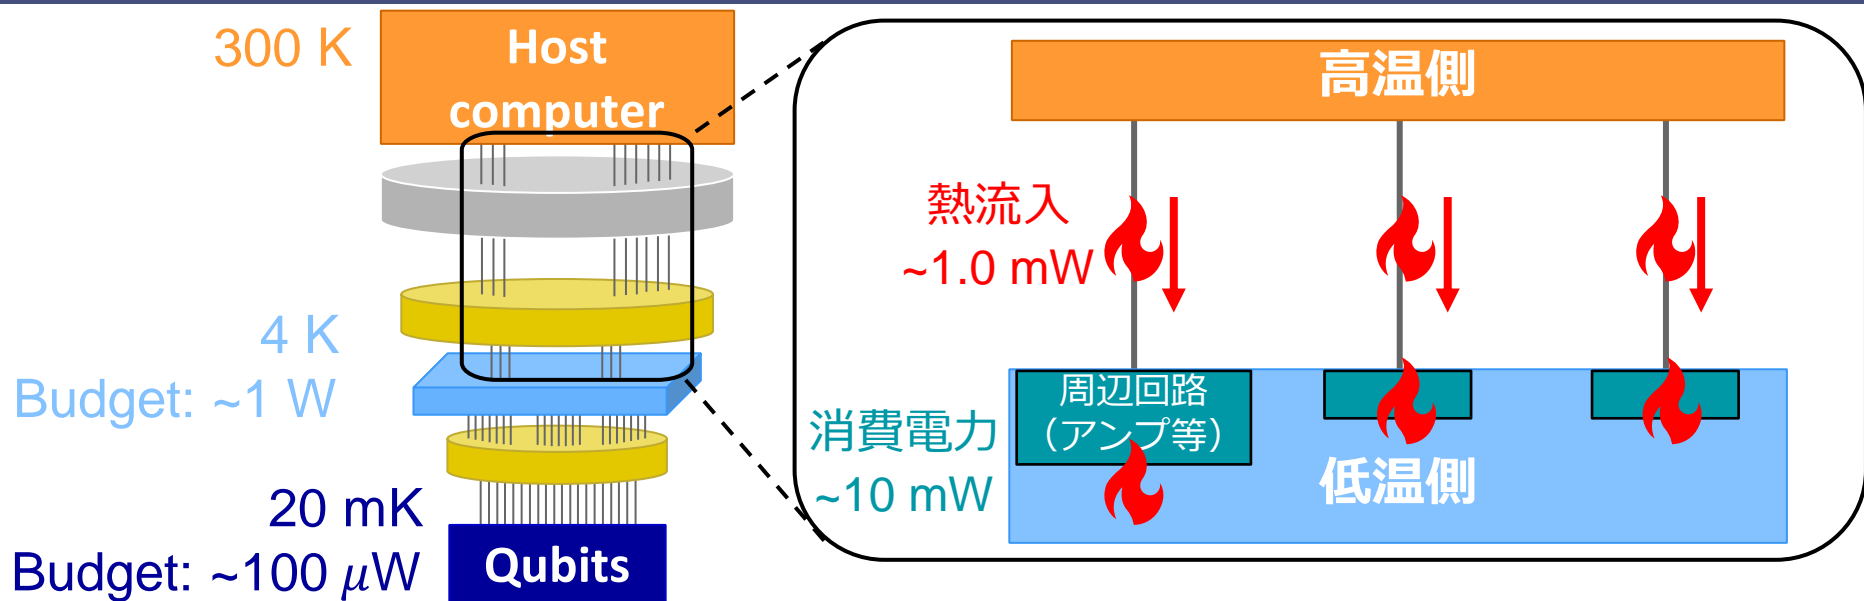 300 K
Host
computer
4 K
Budget: ~1 W
20 mK
Budget: ~100 μW
Qubits
高温側
熱流入
~1.0 mW
周辺回路
（アンプ等）
消費電力
~10 mW
低温側